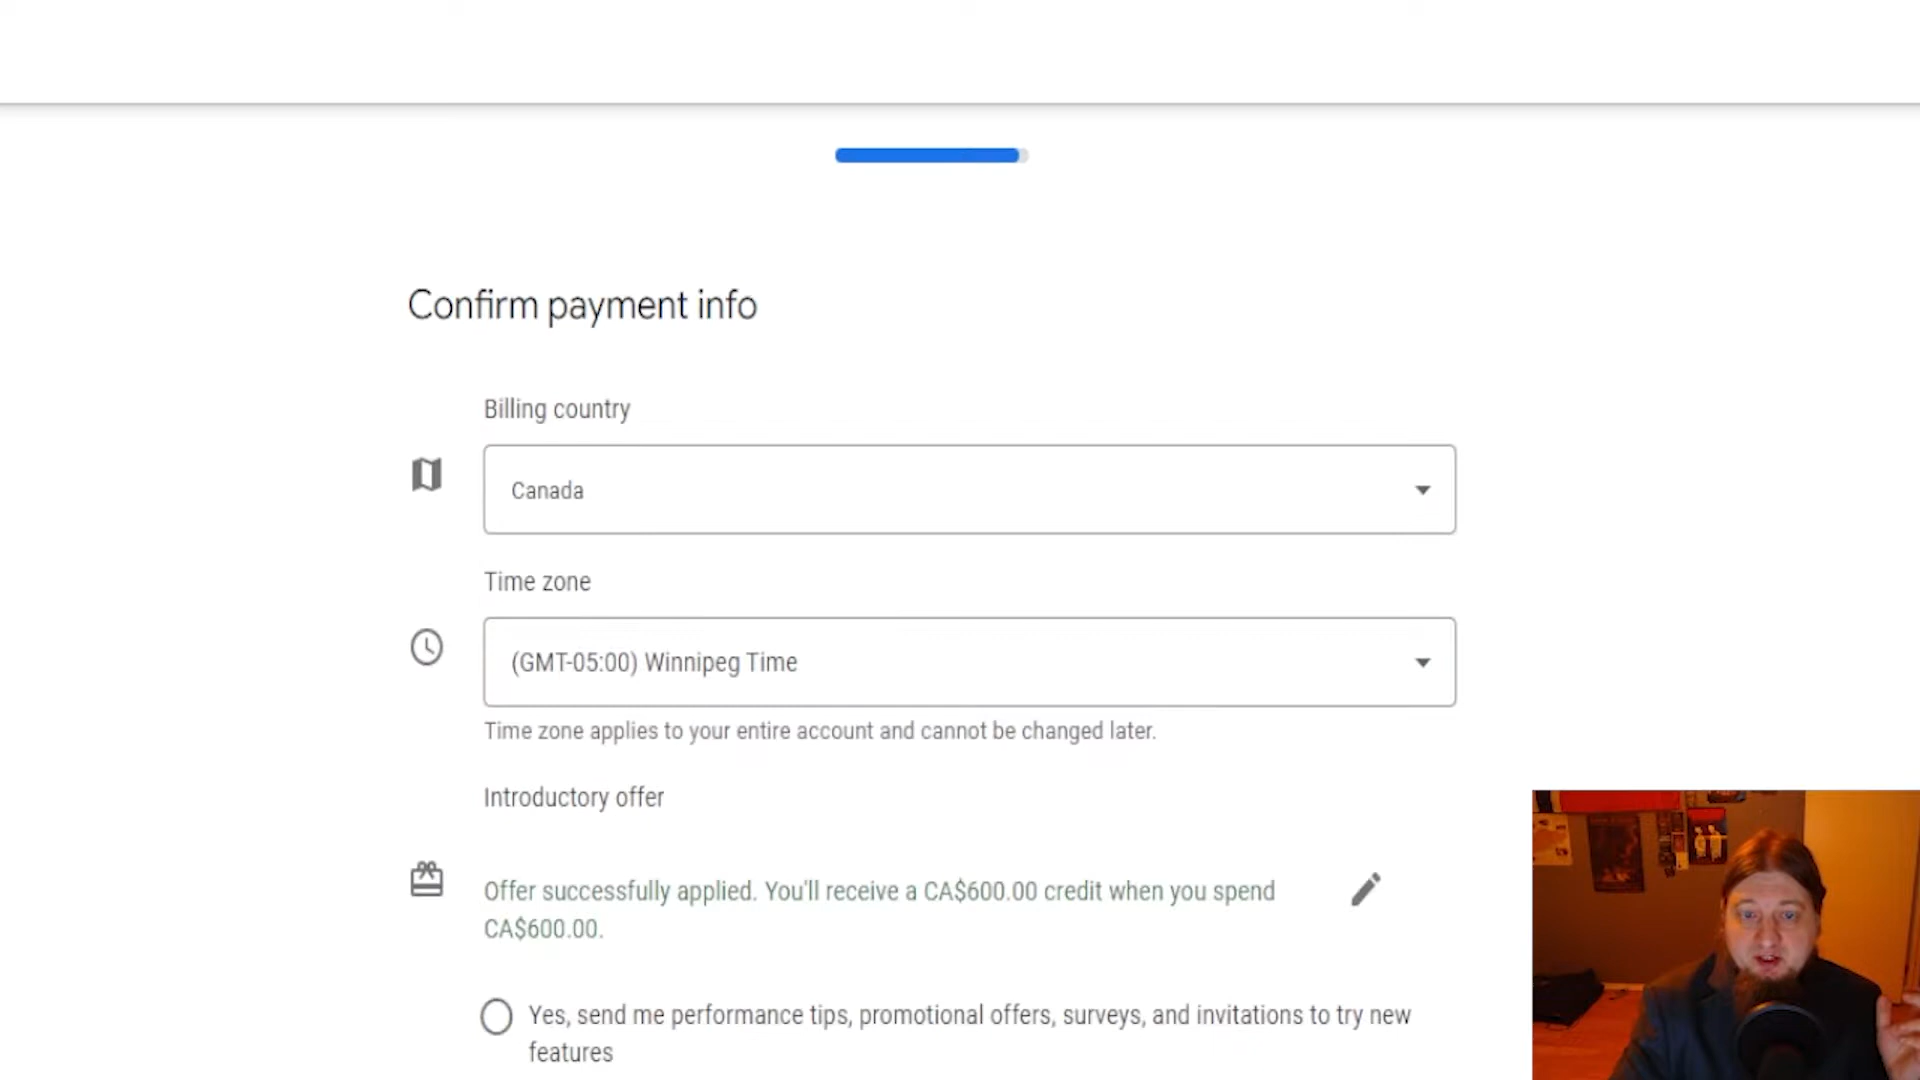 Confirm payment info
Billing country
Canada
Time zone
(GMT-05:00) Winnipeg Time
Time zone applies to your entire account and cannot be changed later.
Introductory offer
Offer successfully applied. You'll receive a CA$600.00 credit when you spend
CA$600.00.
Yes, send me performance tips, promotional offers, surveys, and invitations to try new
features